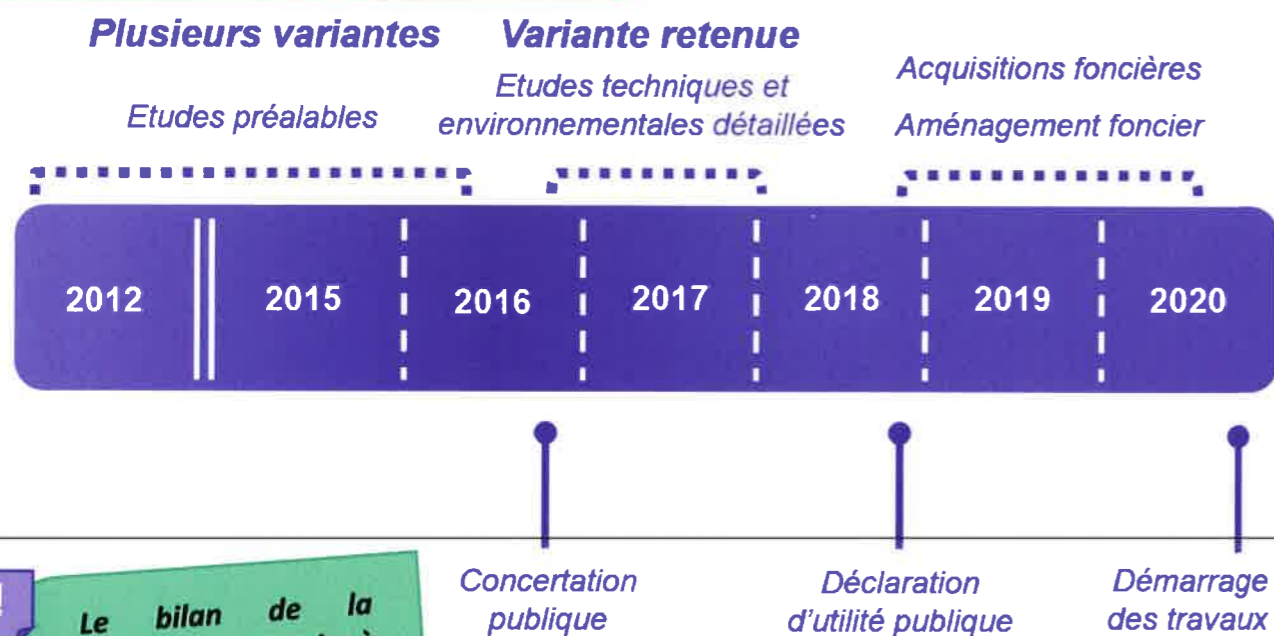 Plusieurs variantes
Variante retenue
Etudes préalables
Etudes techniques et
environnementales détaillées
Acquisitions foncières
Aménagement foncier
2012
2015
2016
2017
2018
2019
2020
Concertation
publique
Déclaration
d'utilité publique
Démarrage
des travaux
!
Le bilan de la